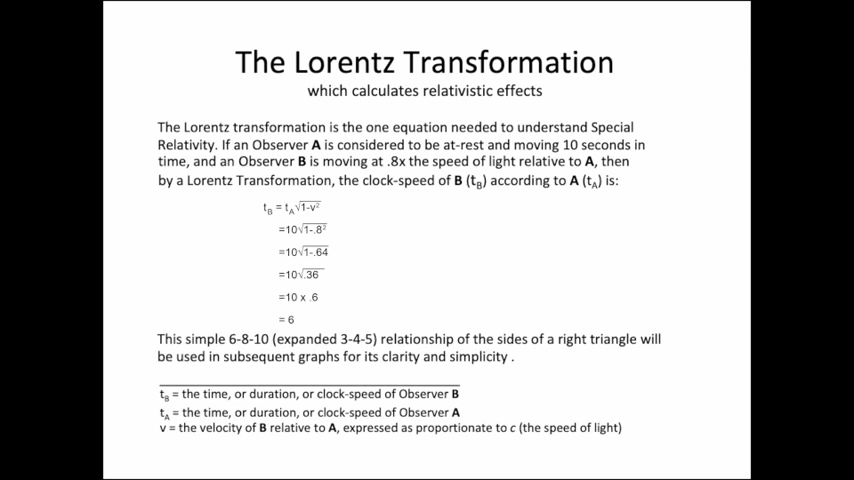 The Lorentz Transformation
which calculates relativistic effects
The Lorentz transformation is the one equation needed to understand Special
Relativity. If an Observer A is considered to be at-rest and moving 10 seconds in
time, and an Observer B is moving at .8x the speed of light relative to A, then
by a Lorentz Transformation, the clock-speed of B (tB) according to A (tA) is:
tB = tA√1-v²
=10√1-.8²
=10√1-.64
=10√.36
=10 x .6
= 6
This simple 6-8-10 (expanded 3-4-5) relationship of the sides of a right triangle will
be used in subsequent graphs for its clarity and simplicity .
tB = the time, or duration, or clock-speed of Observer B
tA = the time, or duration, or clock-speed of Observer A
v = the velocity of B relative to A, expressed as proportionate to c (the speed of light)